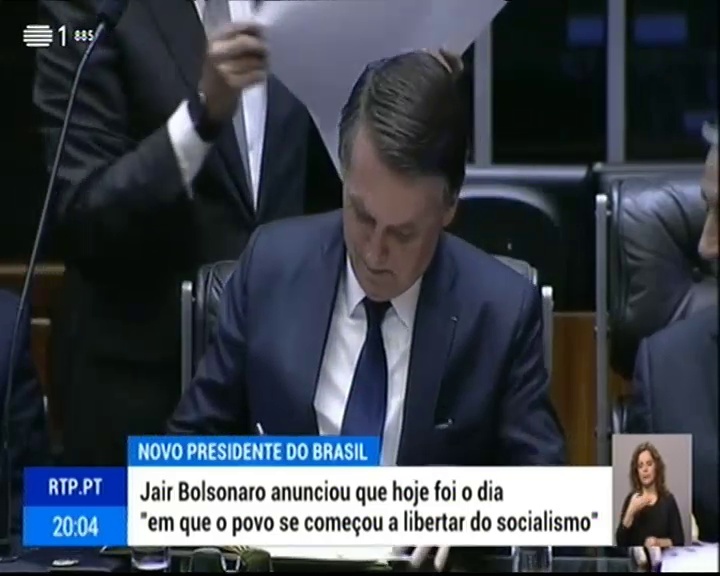 1 885
NOVO PRESIDENTE DO BRASIL
RTP.PT
Jair Bolsonaro anunciou que hoje foi o dia
20:04
"em que o povo se começou a libertar do socialismo"